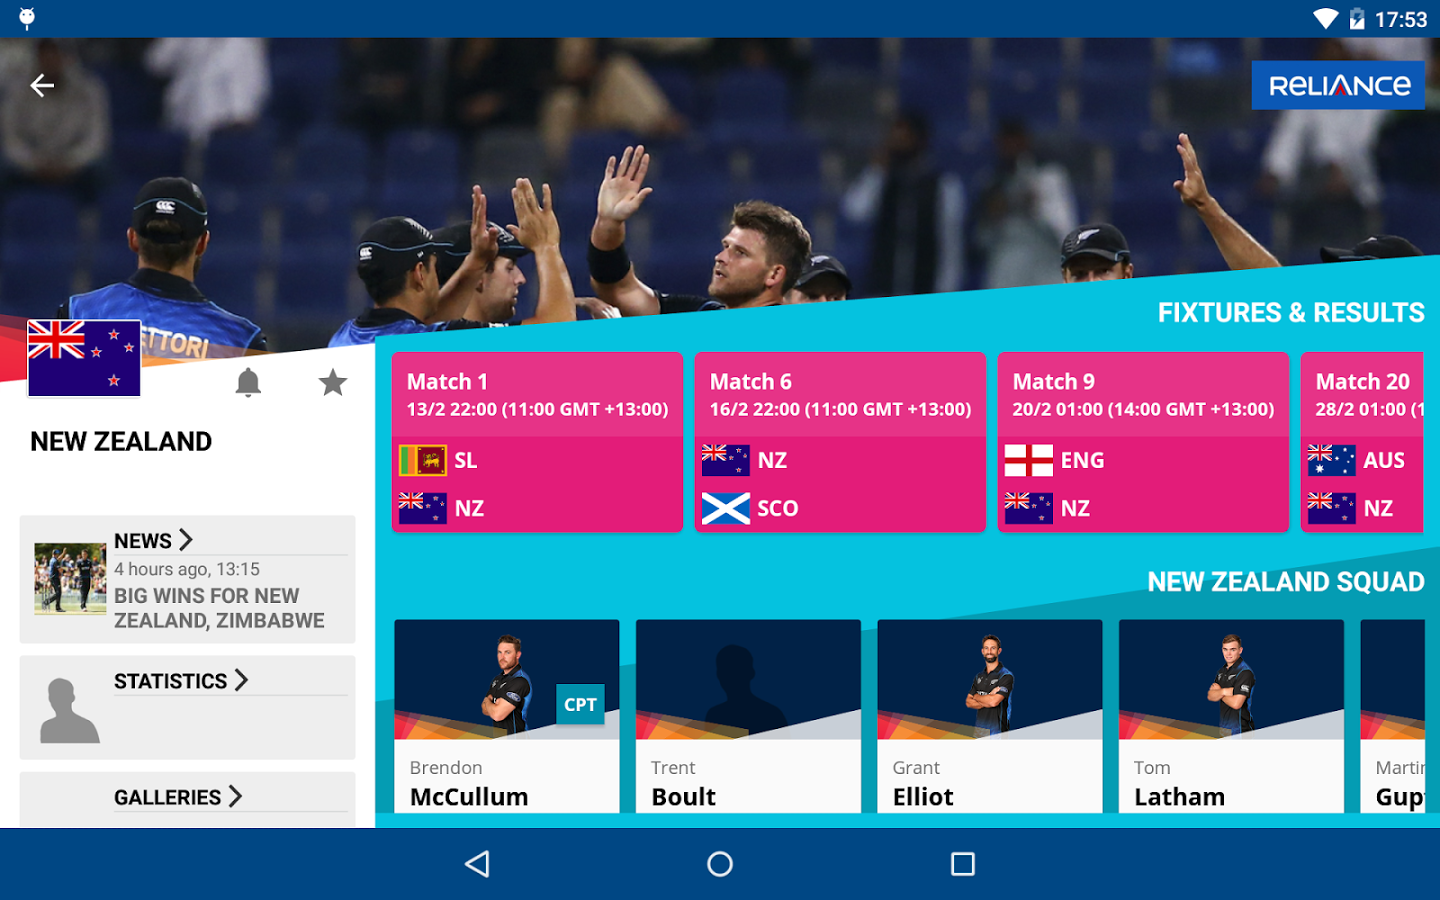 17:53
RELIANCE
ETTORI
FIXTURES & RESULTS
Match 1
13/2 22:00 (11:00 GMT +13:00)
SL
NZ
Match 6
16/2 22:00 (11:00 GMT +13:00)
NZ
SCO
Match 9
20/2 01:00 (14:00 GMT +13:00)
ENG
NZ
Match 20
28/2 01:00 (1
AUS
NZ
NEW ZEALAND
NEWS
4 hours ago, 13:15
BIG WINS FOR NEW
ZEALAND, ZIMBABWE
STATISTICS
GALLERIES
NEW ZEALAND SQUAD
CPT
Brendon
McCullum
Trent
Boult
Grant
Elliot
Tom
Latham
Martin
Gup